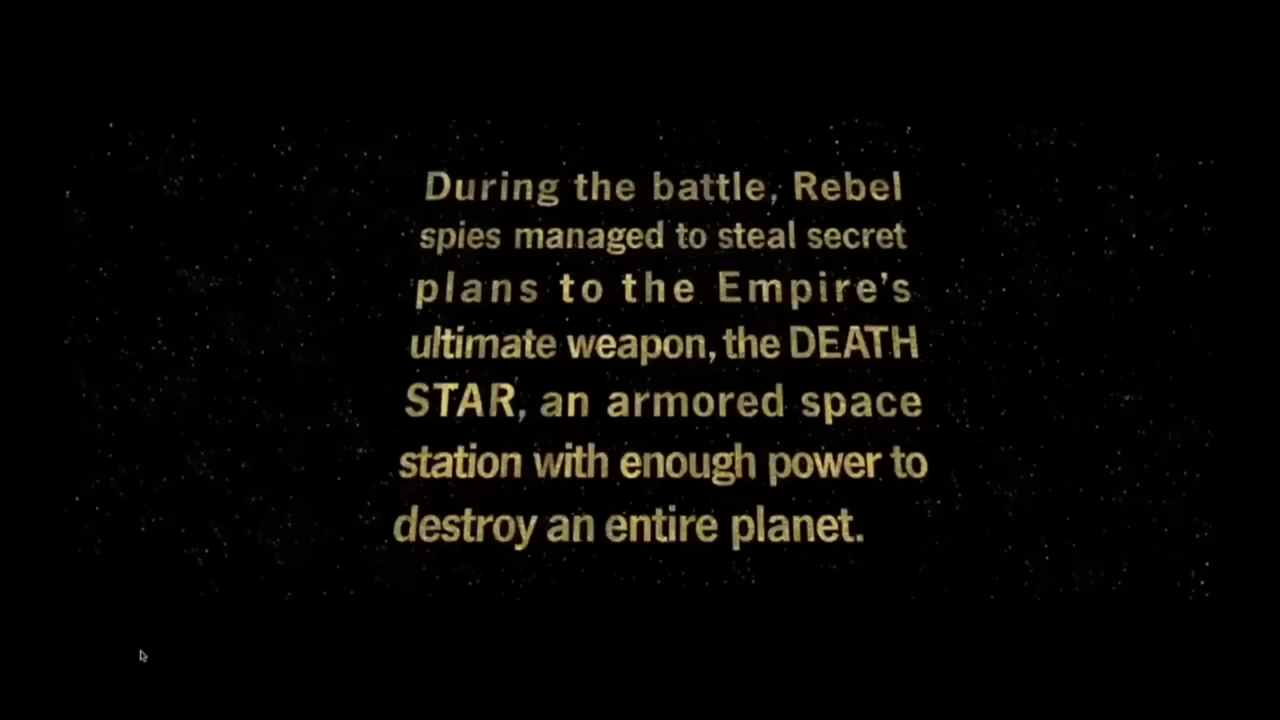 During the battle, Rebel
spies managed to steal secret
plans to the Empire's
ultimate weapon, the DEATH
STAR, an armored space
station with enough power to
destroy an entire planet.